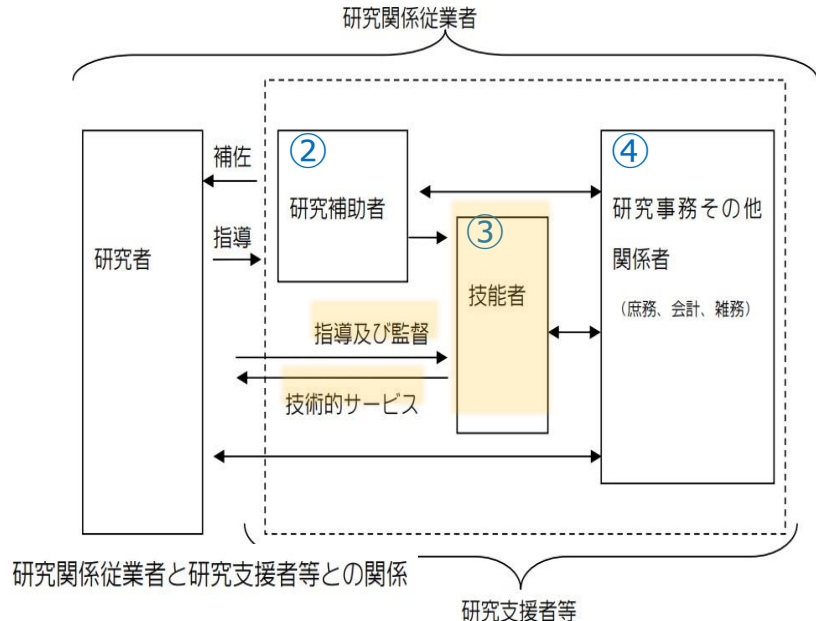 研究関係従業者
研究者
補佐
指導
②
研究補助者
③
技能者
④
研究事務その他
関係者
（庶務、会計、雑務）
指導及び監督
技術的サービス
研究関係従業者と研究支援者等との関係
研究支援者等